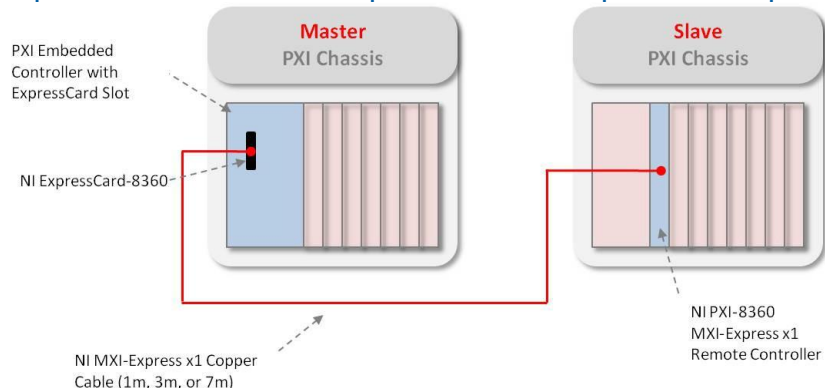 Master
PXI Chassis
Slave
PXI Chassis
PXI Embedded
Controller with
ExpressCard Slot
NI ExpressCard-8360
NI MXI-Express x1 Copper
Cable (1m, 3m, or 7m)
NI PXI-8360
MXI-Express x1
Remote Controller